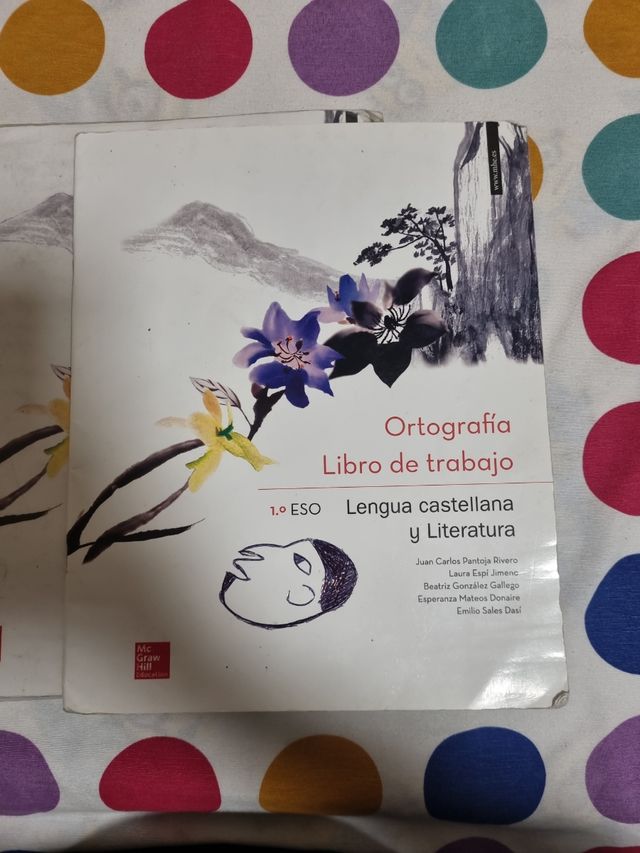 www.mhe.es
Ortografía
Libro de trabajo
1.º ESO
Lengua castellana
y Literatura
Juan Carlos Pantoja Rivero
Laura Espí Jimeno
Beatriz González Gallego
Esperanza Mateos Donaire
Emilio Sales Dasí
Mc
Graw
Hill
Education